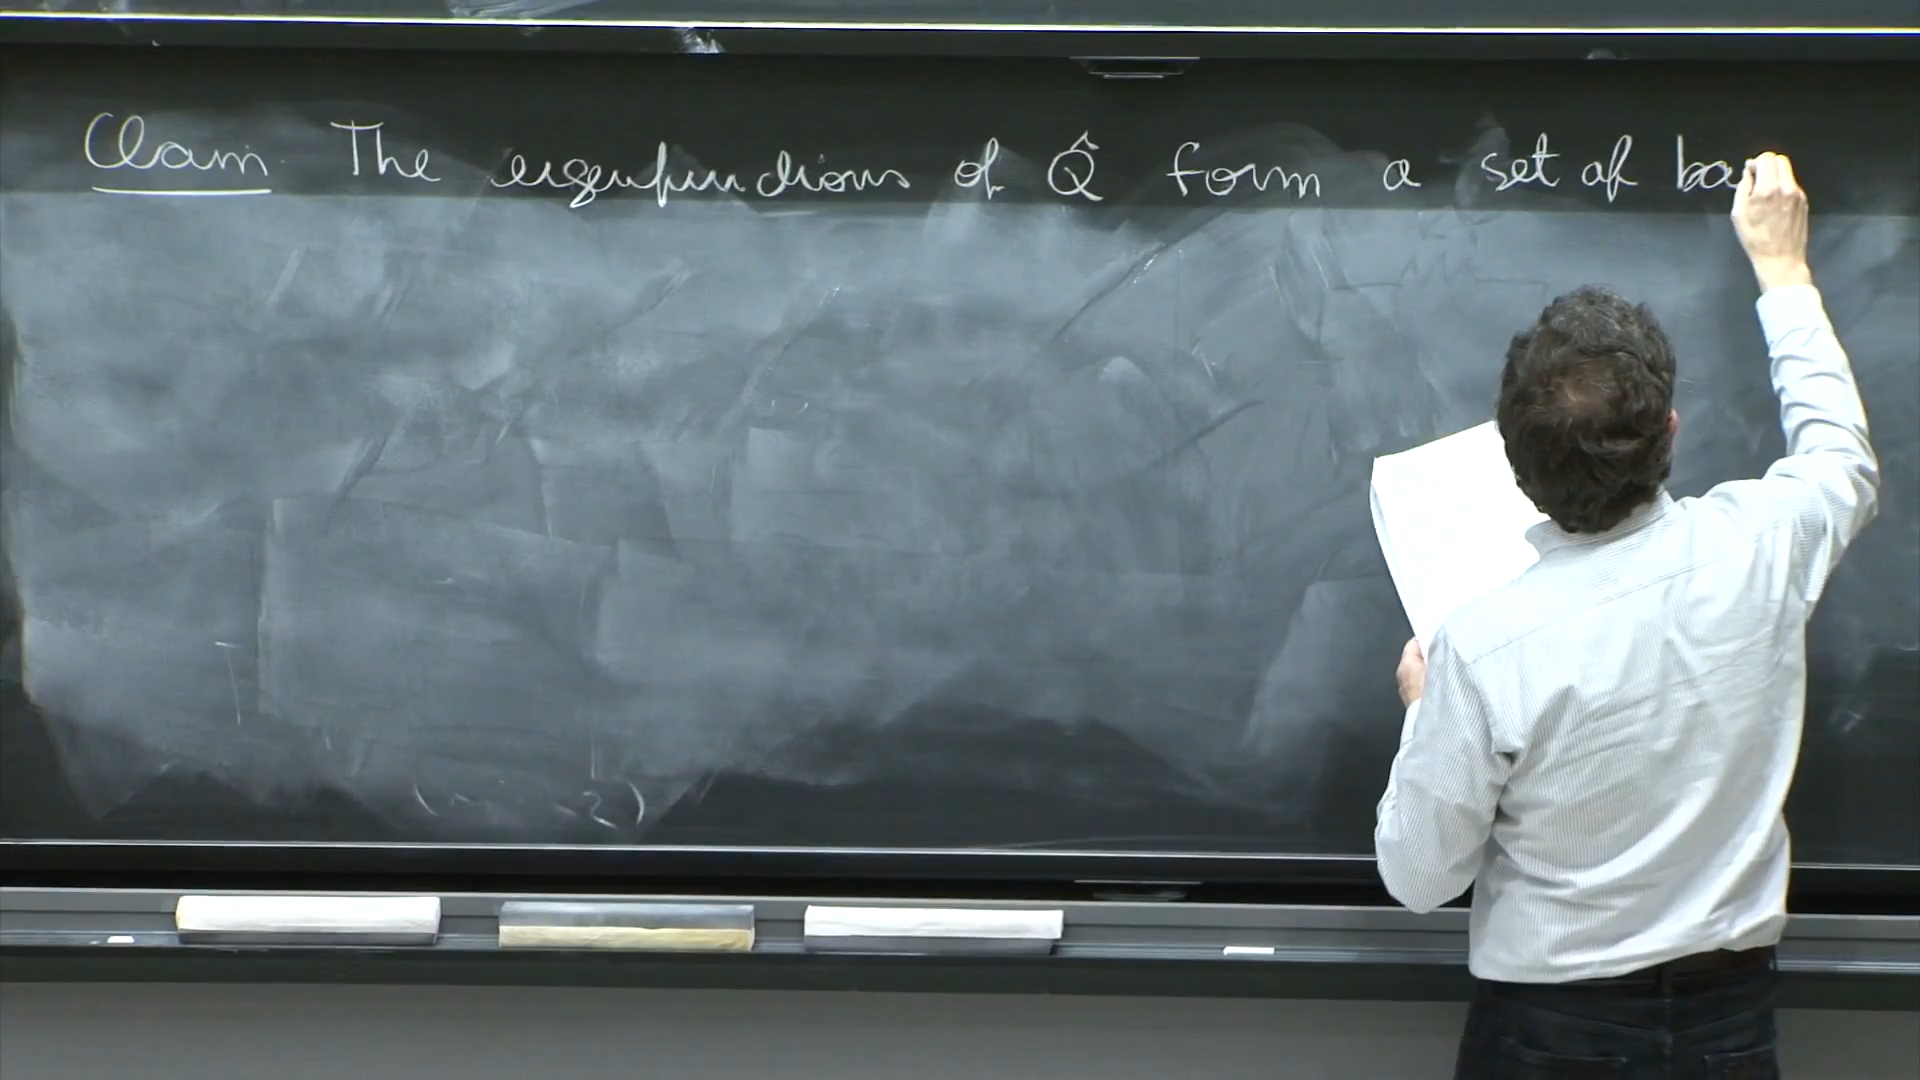 Claim. The eigenfunctions of Q̂ form a set of ba